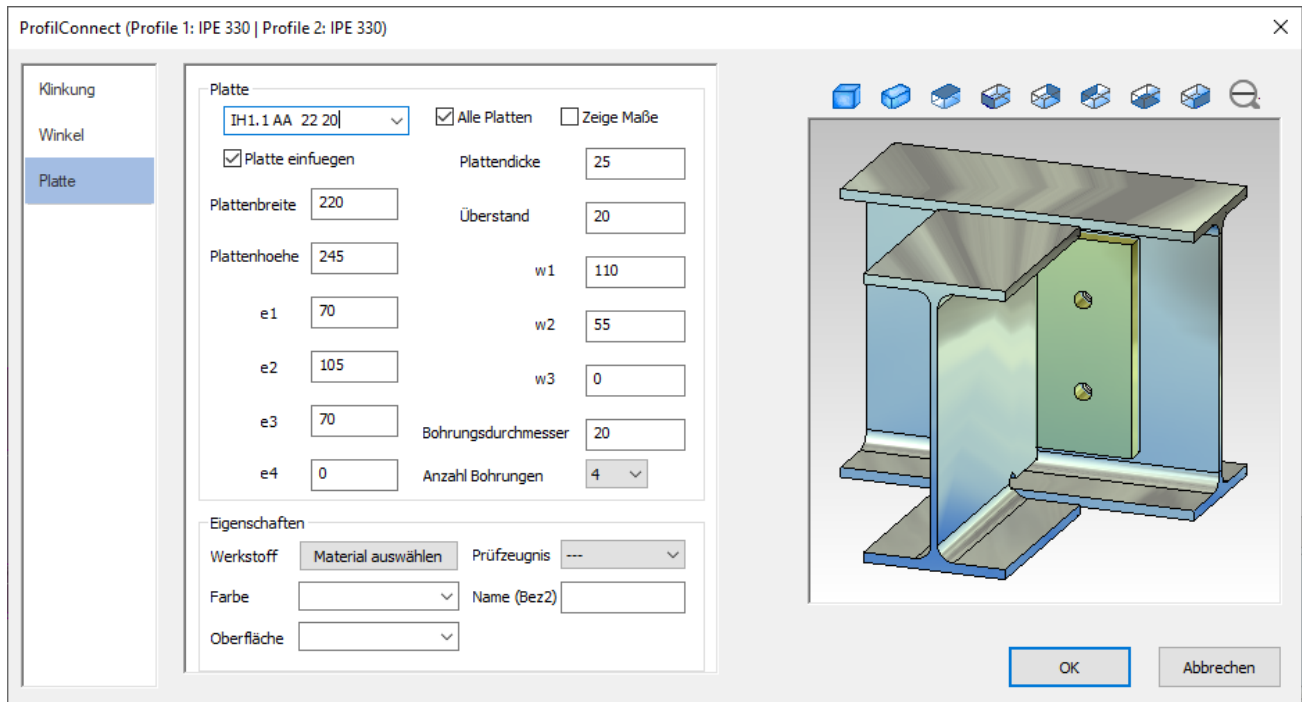 ProfilConnect (Profile 1: IPE 330 | Profile 2: IPE 330)
Klinkung
Winkel
Platte
Platte
IH1.1 AA  22 20
Alle Platten
Zeige Maße
Platte einfuegen
Plattendicke 25
Plattenbreite 220
Überstand 20
Plattenhoehe 245
w1 110
e1 70
w2 55
e2 105
w3 0
e3 70
Bohrungsdurchmesser 20
e4 0
Anzahl Bohrungen 4
Eigenschaften
Werkstoff Material auswählen Prüfzeugnis ---
Farbe Name (Bez2)
Oberfläche
OK Abbrechen